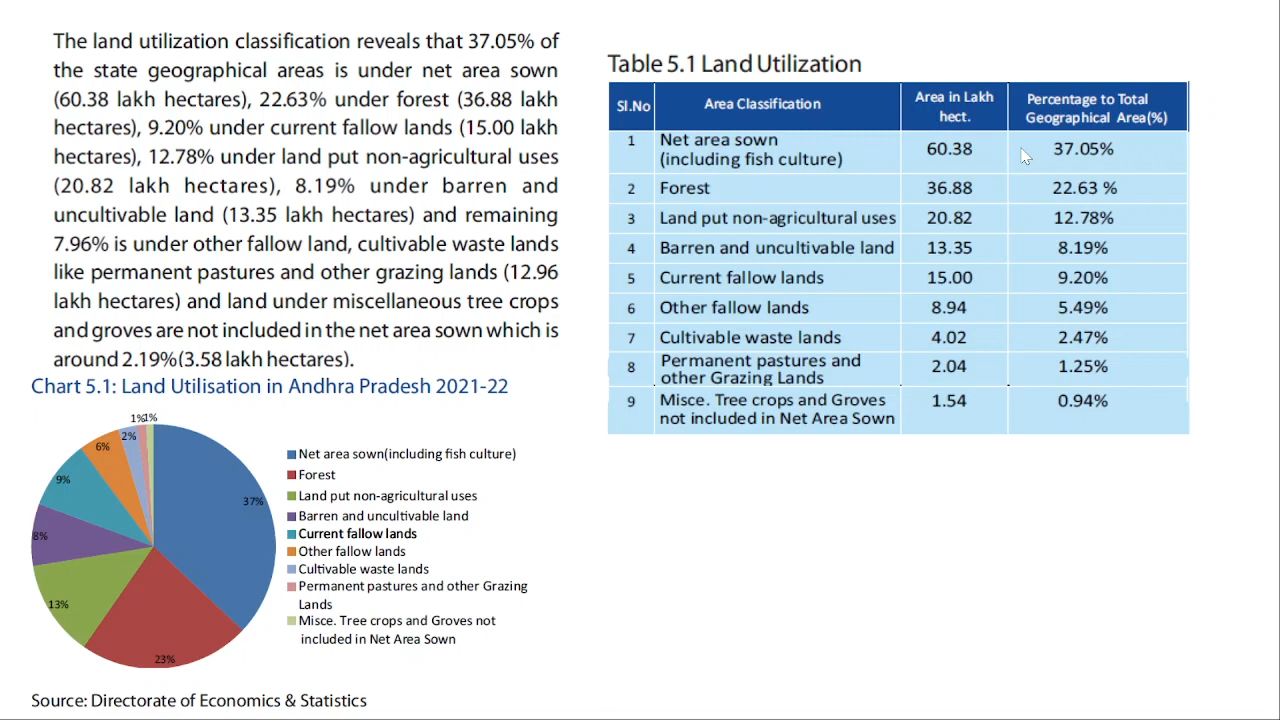 The land utilization classification reveals that 37.05% of
the state geographical areas is under net area sown
(60.38 lakh hectares), 22.63% under forest (36.88 lakh
hectares), 9.20% under current fallow lands (15.00 lakh
hectares), 12.78% under land put non-agricultural uses
(20.82 lakh hectares), 8.19% under barren and
uncultivable land (13.35 lakh hectares) and remaining
7.96% is under other fallow land, cultivable waste lands
like permanent pastures and other grazing lands (12.96
lakh hectares) and land under miscellaneous tree crops
and groves are not included in the net area sown which is
around 2.19%(3.58 lakh hectares).
Chart 5.1: Land Utilisation in Andhra Pradesh 2021-22
1%
1%
2%
6%
9%
8%
13%
23%
37%
Net area sown(including fish culture)
Forest
Land put non-agricultural uses
Barren and uncultivable land
Current fallow lands
Other fallow lands
Cultivable waste lands
Permanent pastures and other Grazing
Lands
Misce. Tree crops and Groves not
included in Net Area Sown
Source: Directorate of Economics & Statistics
Table 5.1 Land Utilization
Sl.No Area Classification Area in Lakh hect. Percentage to Total Geographical Area(%)
1 Net area sown (including fish culture) 60.38 37.05%
2 Forest 36.88 22.63 %
3 Land put non-agricultural uses 20.82 12.78%
4 Barren and uncultivable land 13.35 8.19%
5 Current fallow lands 15.00 9.20%
6 Other fallow lands 8.94 5.49%
7 Cultivable waste lands 4.02 2.47%
8 Permanent pastures and other Grazing Lands 2.04 1.25%
9 Misce. Tree crops and Groves not included in Net Area Sown 1.54 0.94%